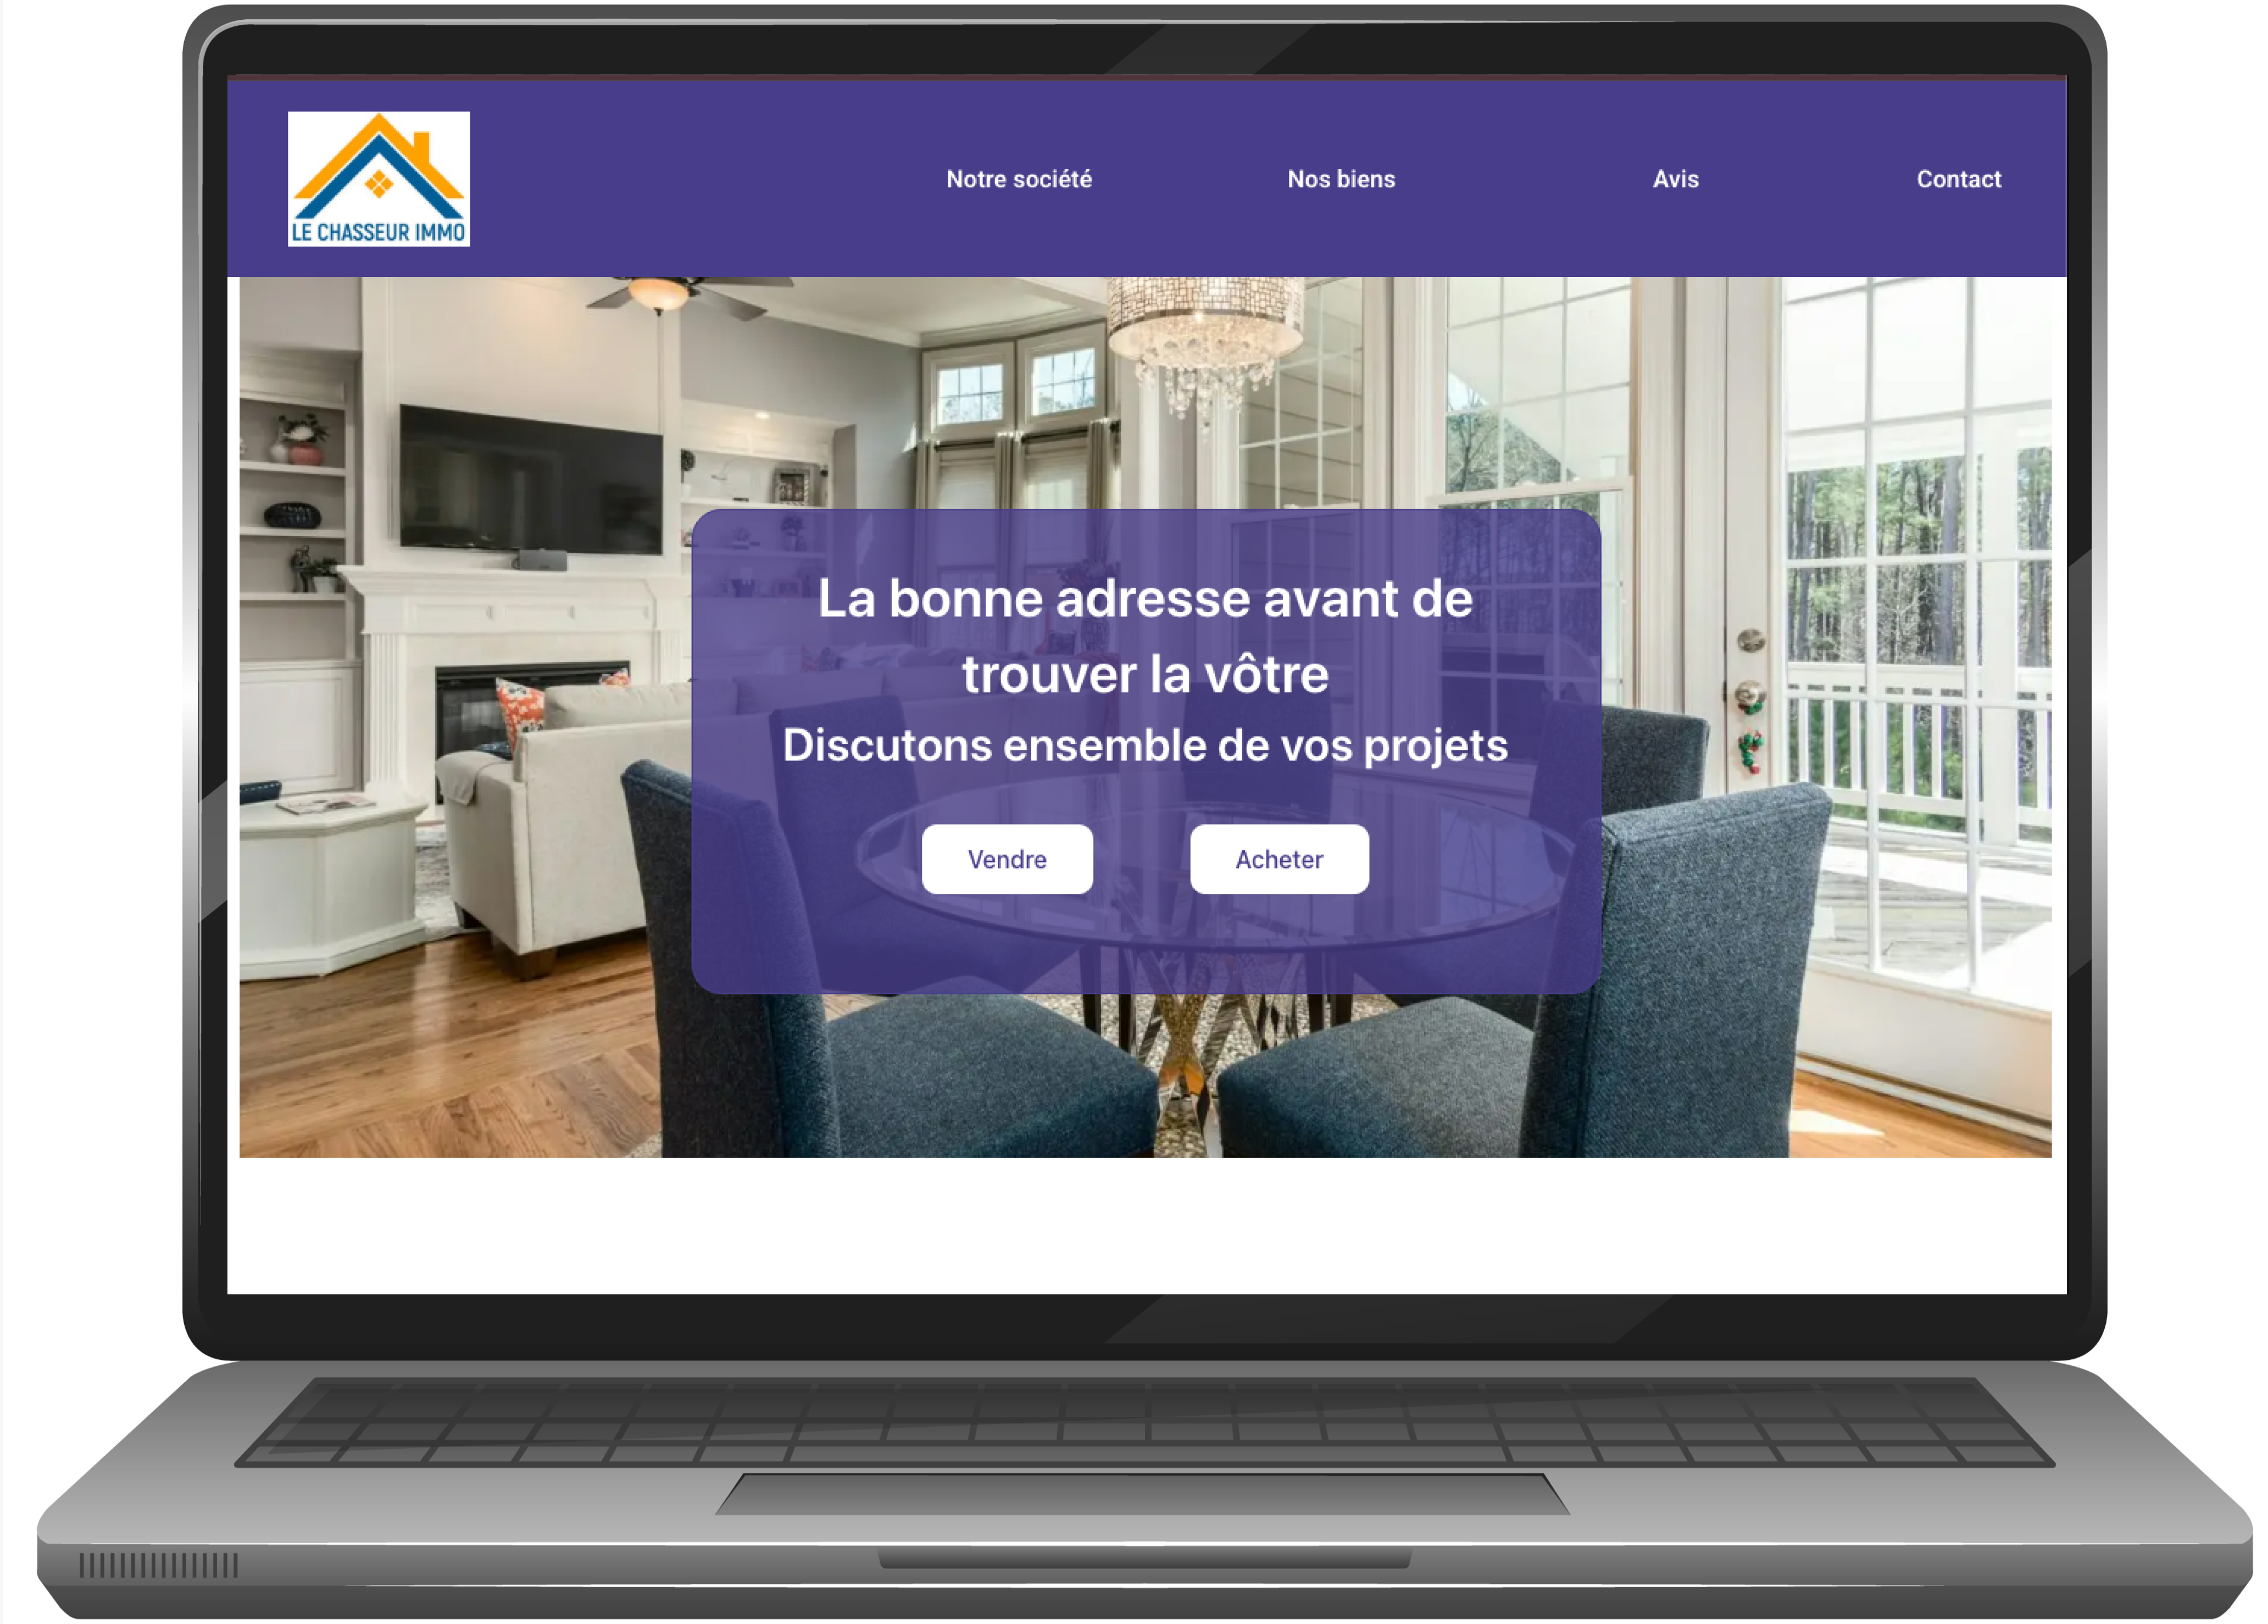 LE CHASSEUR IMMO
Notre société
Nos biens
Avis
Contact
La bonne adresse avant de
trouver la vôtre
Discutons ensemble de vos projets
Vendre
Acheter